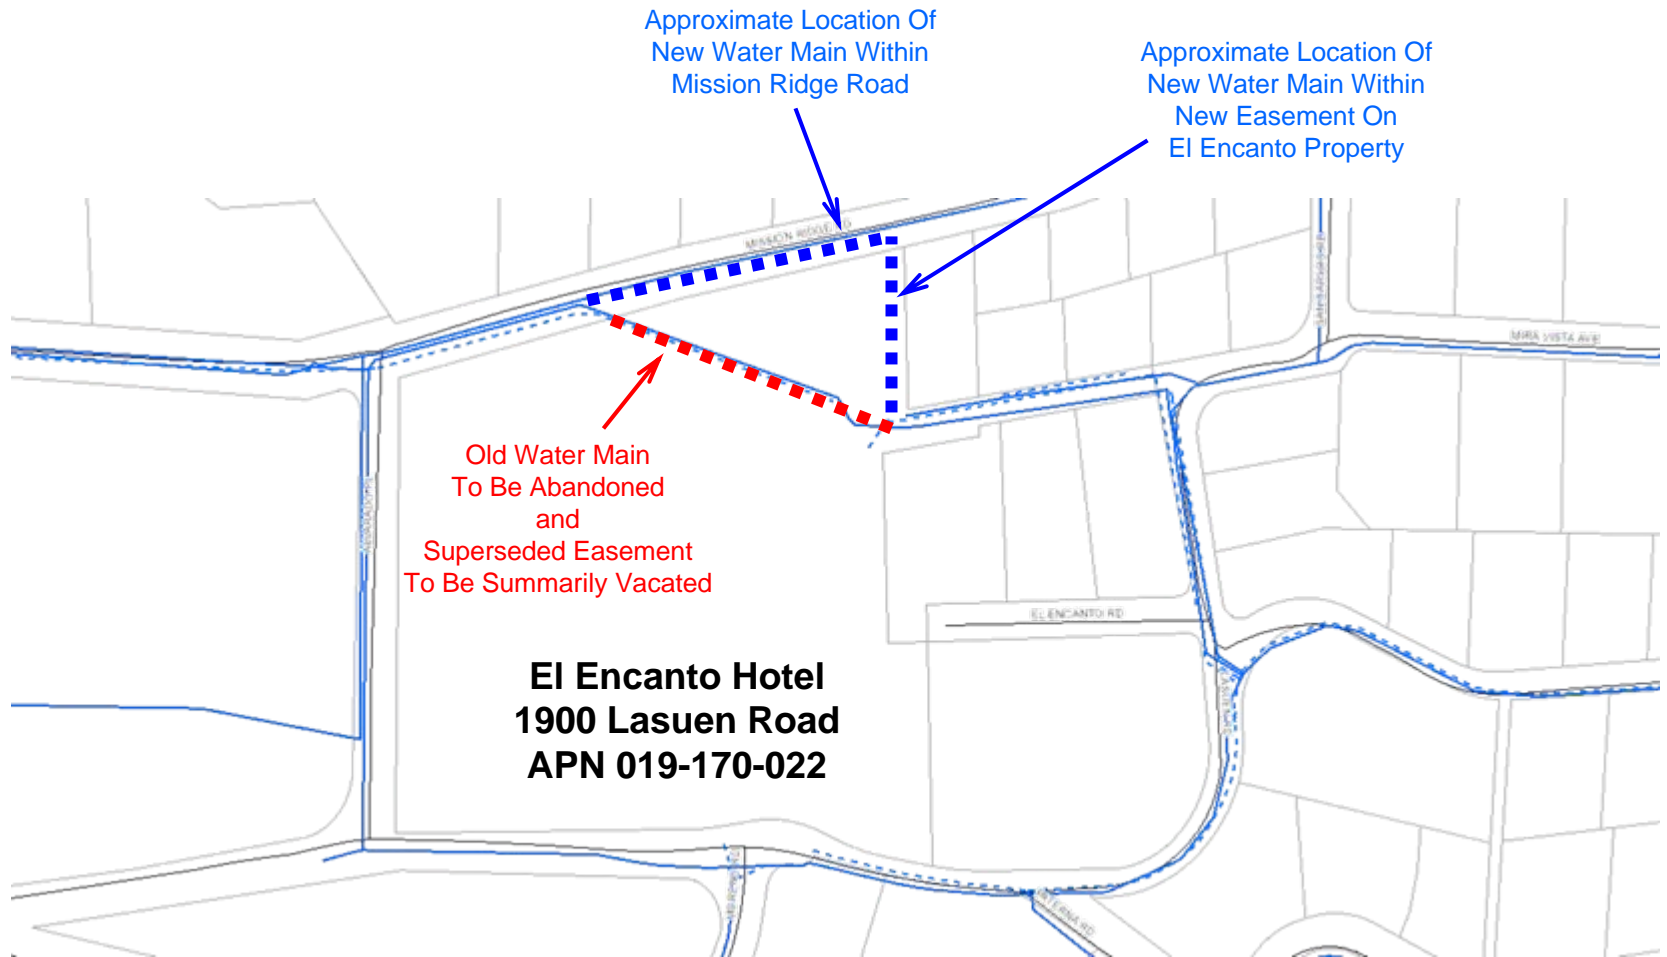 Approximate Location Of
New Water Main Within
Mission Ridge Road
Approximate Location Of
New Water Main Within
New Easement On
El Encanto Property
MISSION RIDGE RD
MIRA VISTA AVE
Old Water Main
To Be Abandoned
and
Superseded Easement
To Be Summarily Vacated
ALVARADO PL
EL ENCANTO RD
El Encanto Hotel
1900 Lasuen Road
APN 019-170-022